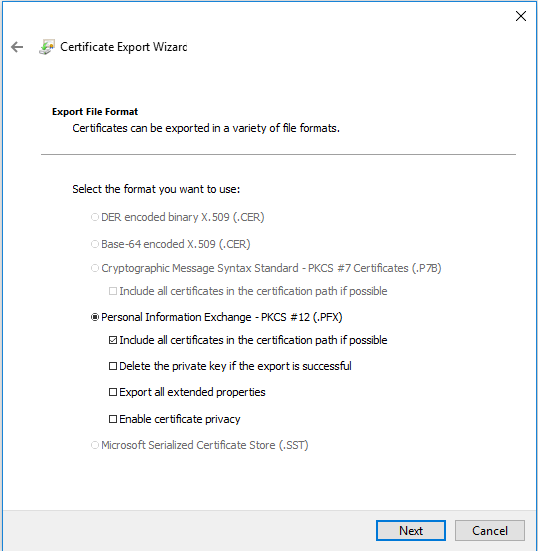 Certificate Export Wizard
Export File Format
Certificates can be exported in a variety of file formats.
Select the format you want to use:
DER encoded binary X.509 (.CER)
Base-64 encoded X.509 (.CER)
Cryptographic Message Syntax Standard - PKCS #7 Certificates (.P7B)
Include all certificates in the certification path if possible
Personal Information Exchange - PKCS #12 (.PFX)
Include all certificates in the certification path if possible
Delete the private key if the export is successful
Export all extended properties
Enable certificate privacy
Microsoft Serialized Certificate Store (.SST)
Next Cancel